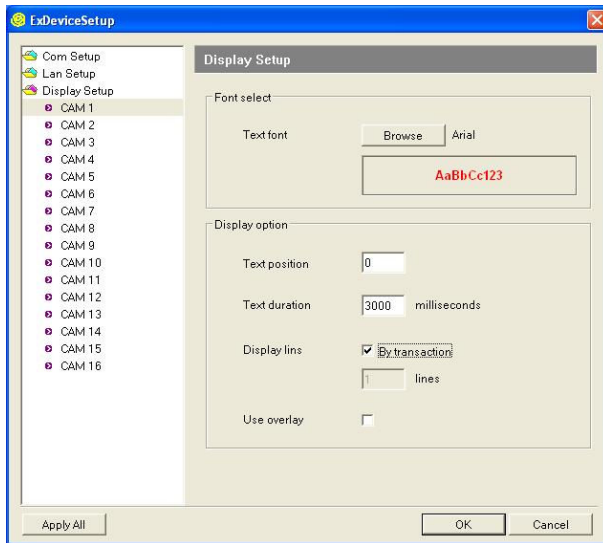 ExDeviceSetup
Com Setup
Lan Setup
Display Setup
CAM 1
CAM 2
CAM 3
CAM 4
CAM 5
CAM 6
CAM 7
CAM 8
CAM 9
CAM 10
CAM 11
CAM 12
CAM 13
CAM 14
CAM 15
CAM 16
Display Setup
Font select
Text font Browse Arial
AaBbCc123
Display option
Text position 0
Text duration 3000 milliseconds
Display lins By transaction
1 lines
Use overlay
Apply All OK Cancel